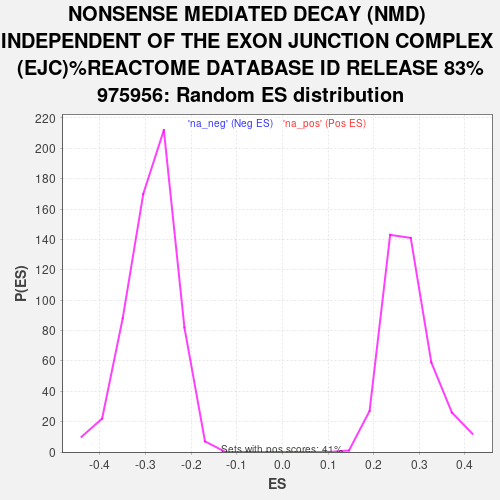 NONSENSE MEDIATED DECAY (NMD)
INDEPENDENT OF THE EXON JUNCTION COMPLEX
(EJC)%REACTOME DATABASE ID RELEASE 83%
975956: Random ES distribution
'na_neg' (Neg ES) 'na_pos' (Pos ES)
220
200
180
160
140
120
100
80
60
40
20
0
P(ES)
Sets with pos scores: 41%
-0.4 -0.3 -0.2 -0.1 0.0 0.1 0.2 0.3 0.4
ES